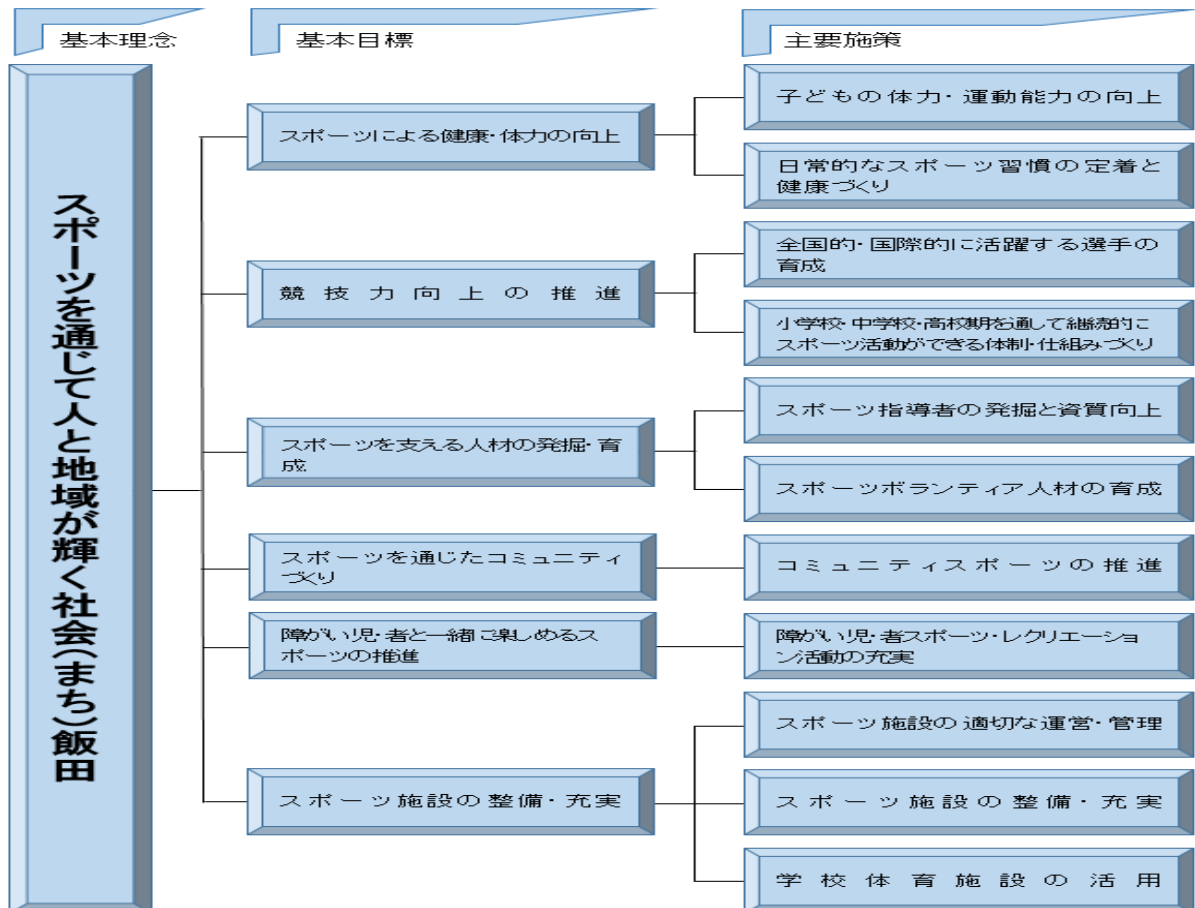 基本理念
基本目標
主要施策
スポーツを通じて人と地域が輝く社会(まち)飯田
スポーツによる健康・体力の向上
子どもの体力・運動能力の向上
日常的なスポーツ習慣の定着と
健康づくり
競技力向上の推進
全国的・国際的に活躍する選手の
育成
小学校・中学校・高校期を通して継続的に
スポーツ活動ができる体制・仕組みづくり
スポーツを支える人材の発掘・育
成
スポーツ指導者の発掘と資質向上
スポーツボランティア人材の育成
スポーツを通じたコミュニティ
づくり
コミュニティスポーツの推進
障がい児・者と一緒に楽しめるス
ポーツの推進
障がい児・者スポーツ・レクリエーショ
ン活動の充実
スポーツ施設の整備・充実
スポーツ施設の適切な運営・管理
スポーツ施設の整備・充実
学校体育施設の活用